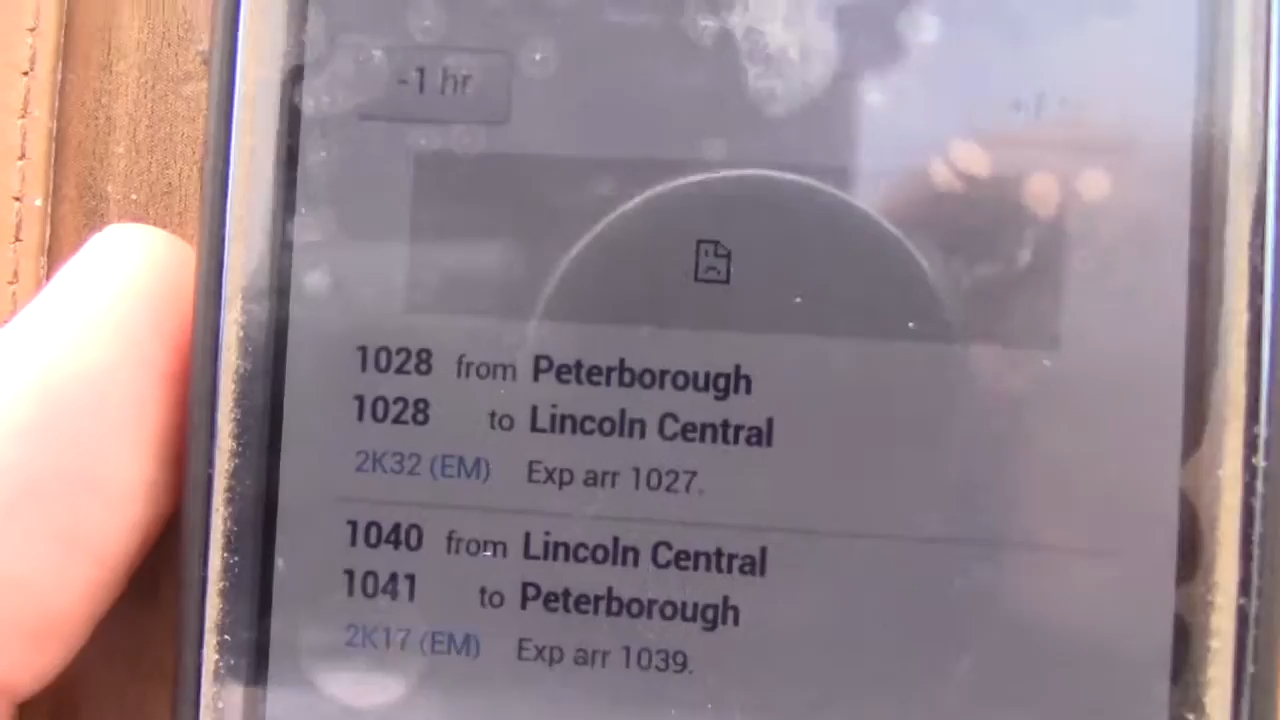 -1 hr
1028 from Peterborough
1028 to Lincoln Central
2K32 (EM) Exp arr 1027.
1040 from Lincoln Central
1041 to Peterborough
2K17 (EM) Exp arr 1039.